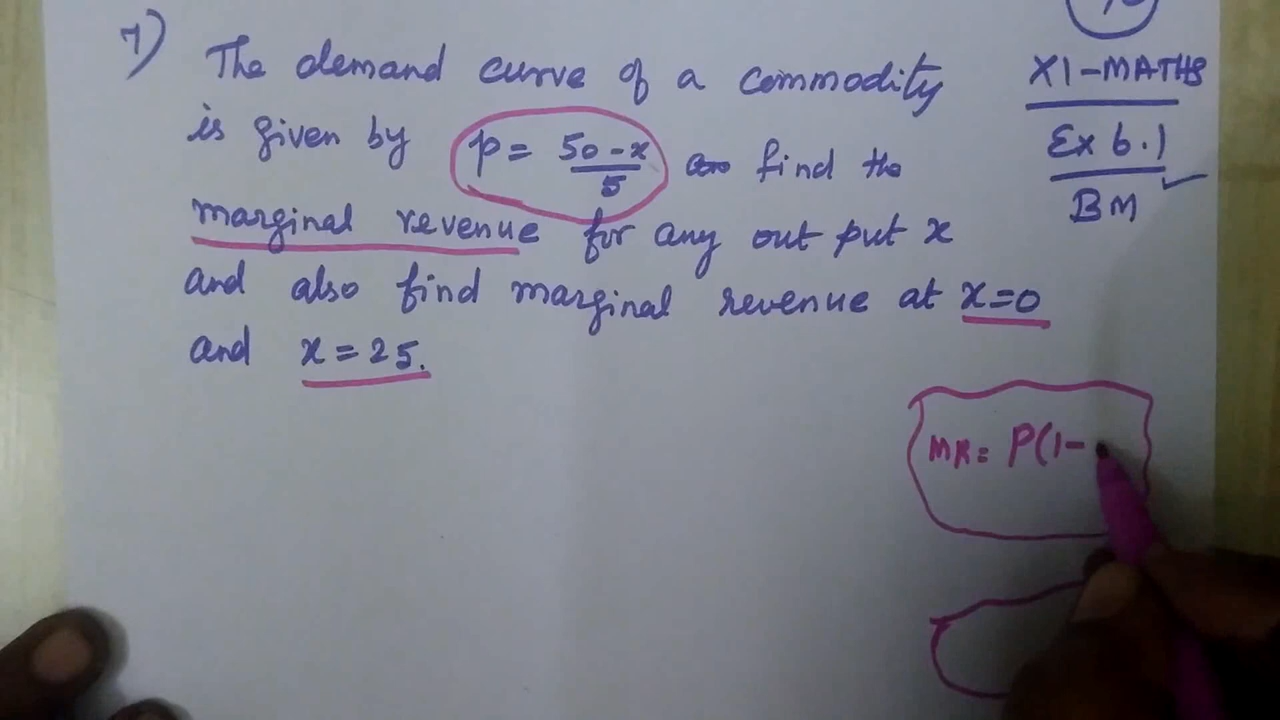 7) The demand curve of a commodity
is given by p = 50-x/5 find the
marginal revenue for any out put x
and also find marginal revenue at x=0
and x = 25.
XI-MATHS
Ex 6.1
BM
MR = P(1-